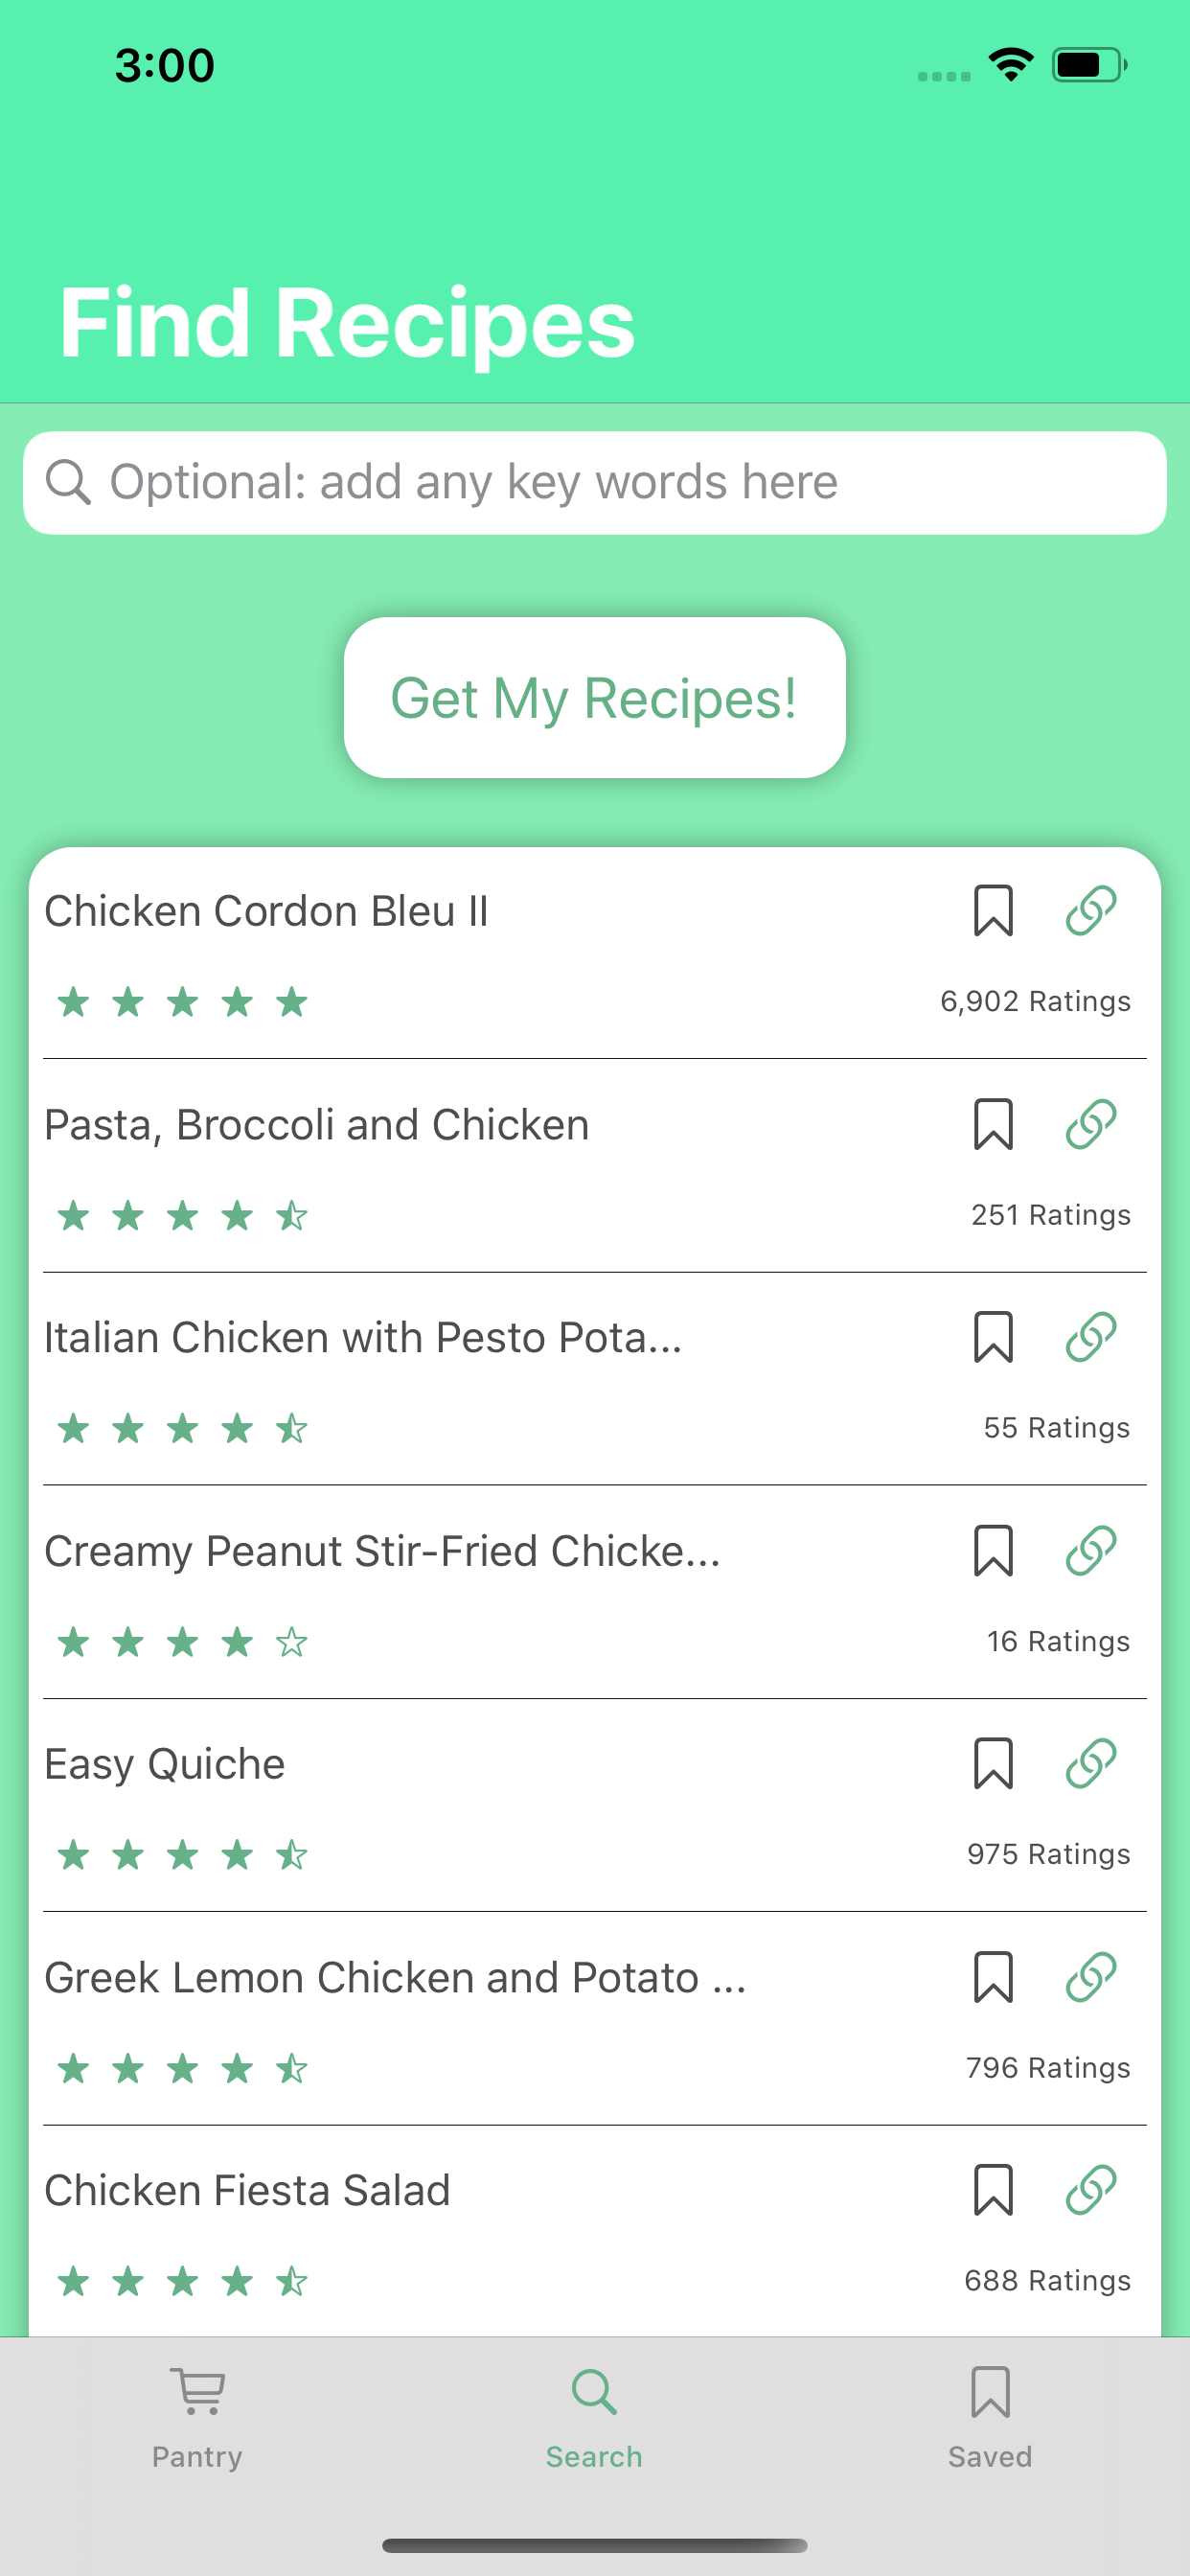 3:00
Find Recipes
Optional: add any key words here
Get My Recipes!
Chicken Cordon Bleu II
6,902 Ratings
Pasta, Broccoli and Chicken
251 Ratings
Italian Chicken with Pesto Pota...
55 Ratings
Creamy Peanut Stir-Fried Chicke...
16 Ratings
Easy Quiche
975 Ratings
Greek Lemon Chicken and Potato ...
796 Ratings
Chicken Fiesta Salad
688 Ratings
Pantry
Search
Saved